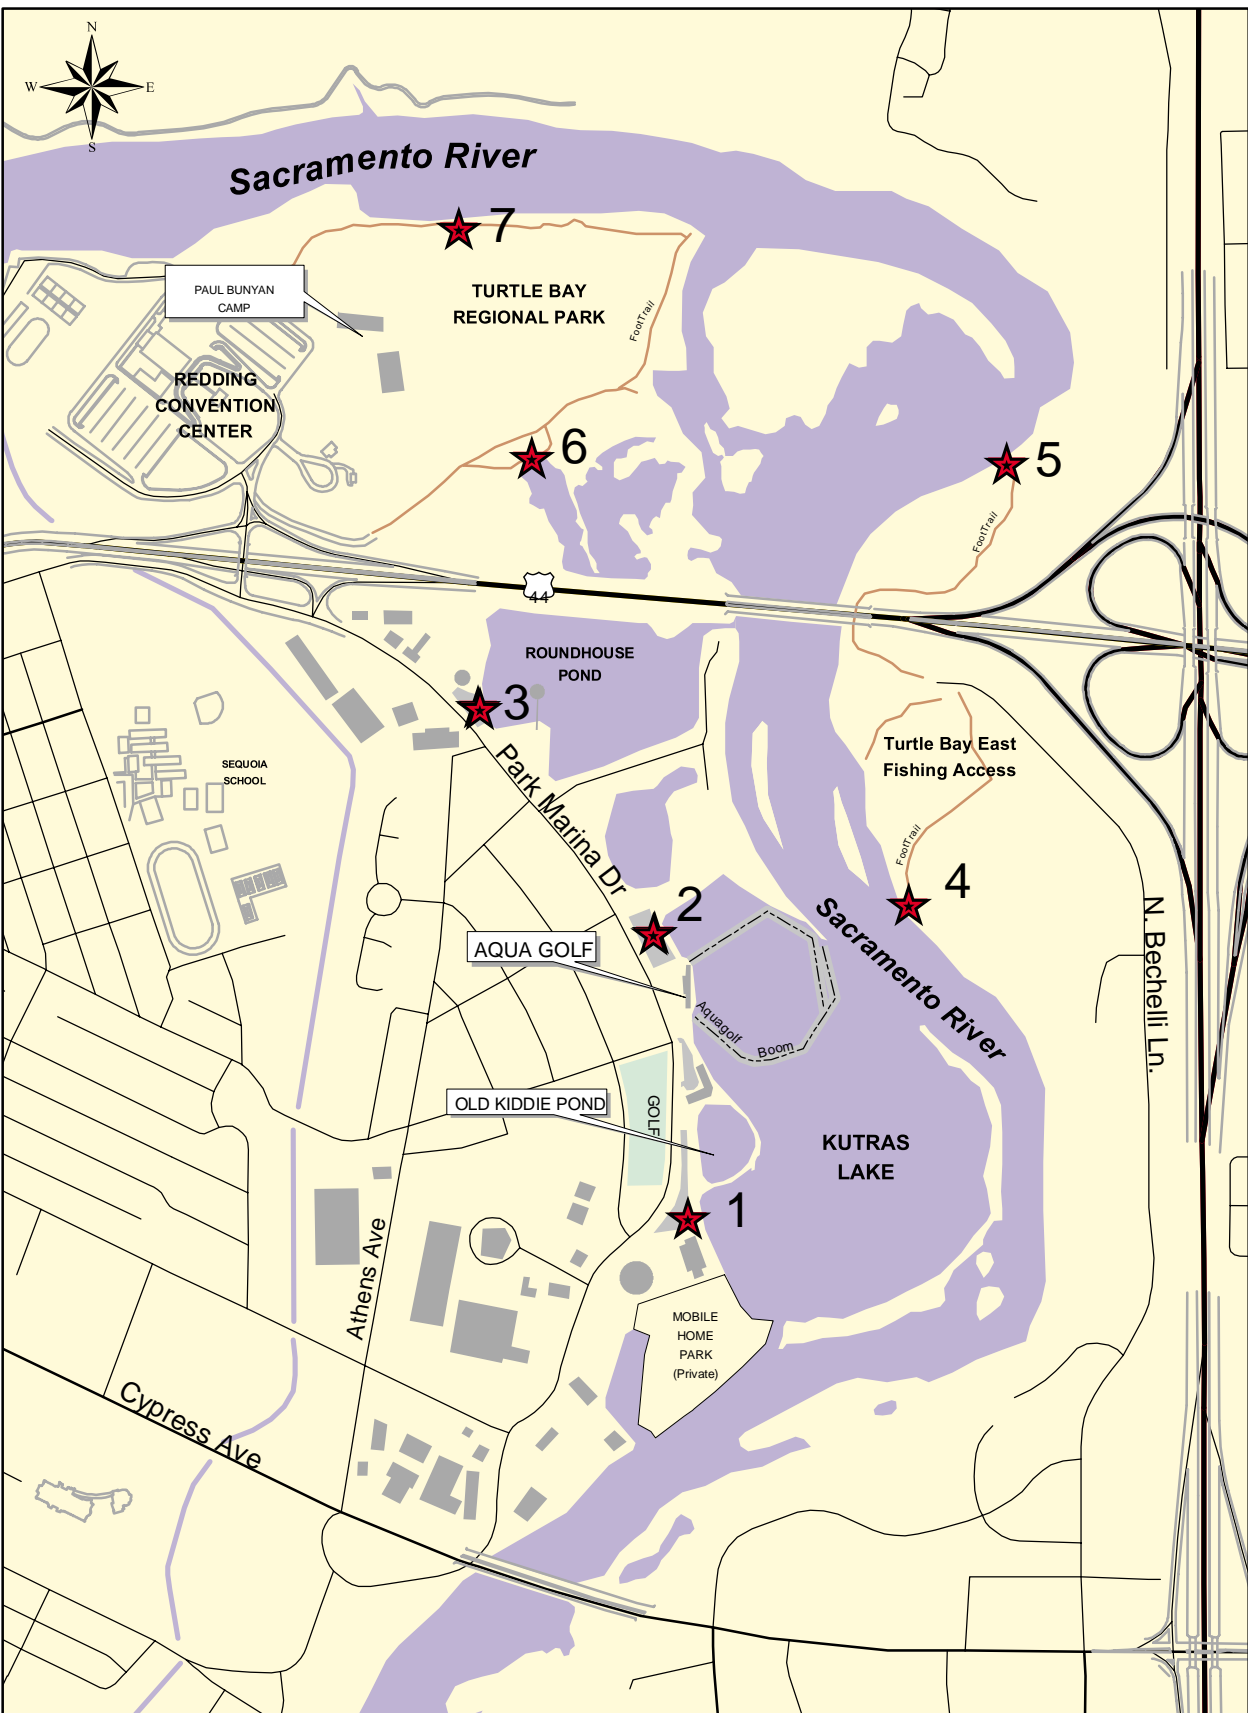 N
W
E
S
Sacramento River
7
PAUL BUNYAN
CAMP
TURTLE BAY
REGIONAL PARK
FootTrail
REDDING
CONVENTION
CENTER
6
5
FootTrail
44
ROUNDHOUSE
POND
3
SEQUOIA
SCHOOL
Turtle Bay East
Fishing Access
Park Marina Dr
FootTrail
4
2
AQUA GOLF
Sacramento River
N. Bechelli Ln.
Aquagolf
Boom
OLD KIDDIE POND
GOLF
KUTRAS
LAKE
1
Athens Ave
MOBILE
HOME
PARK
(Private)
Cypress Ave